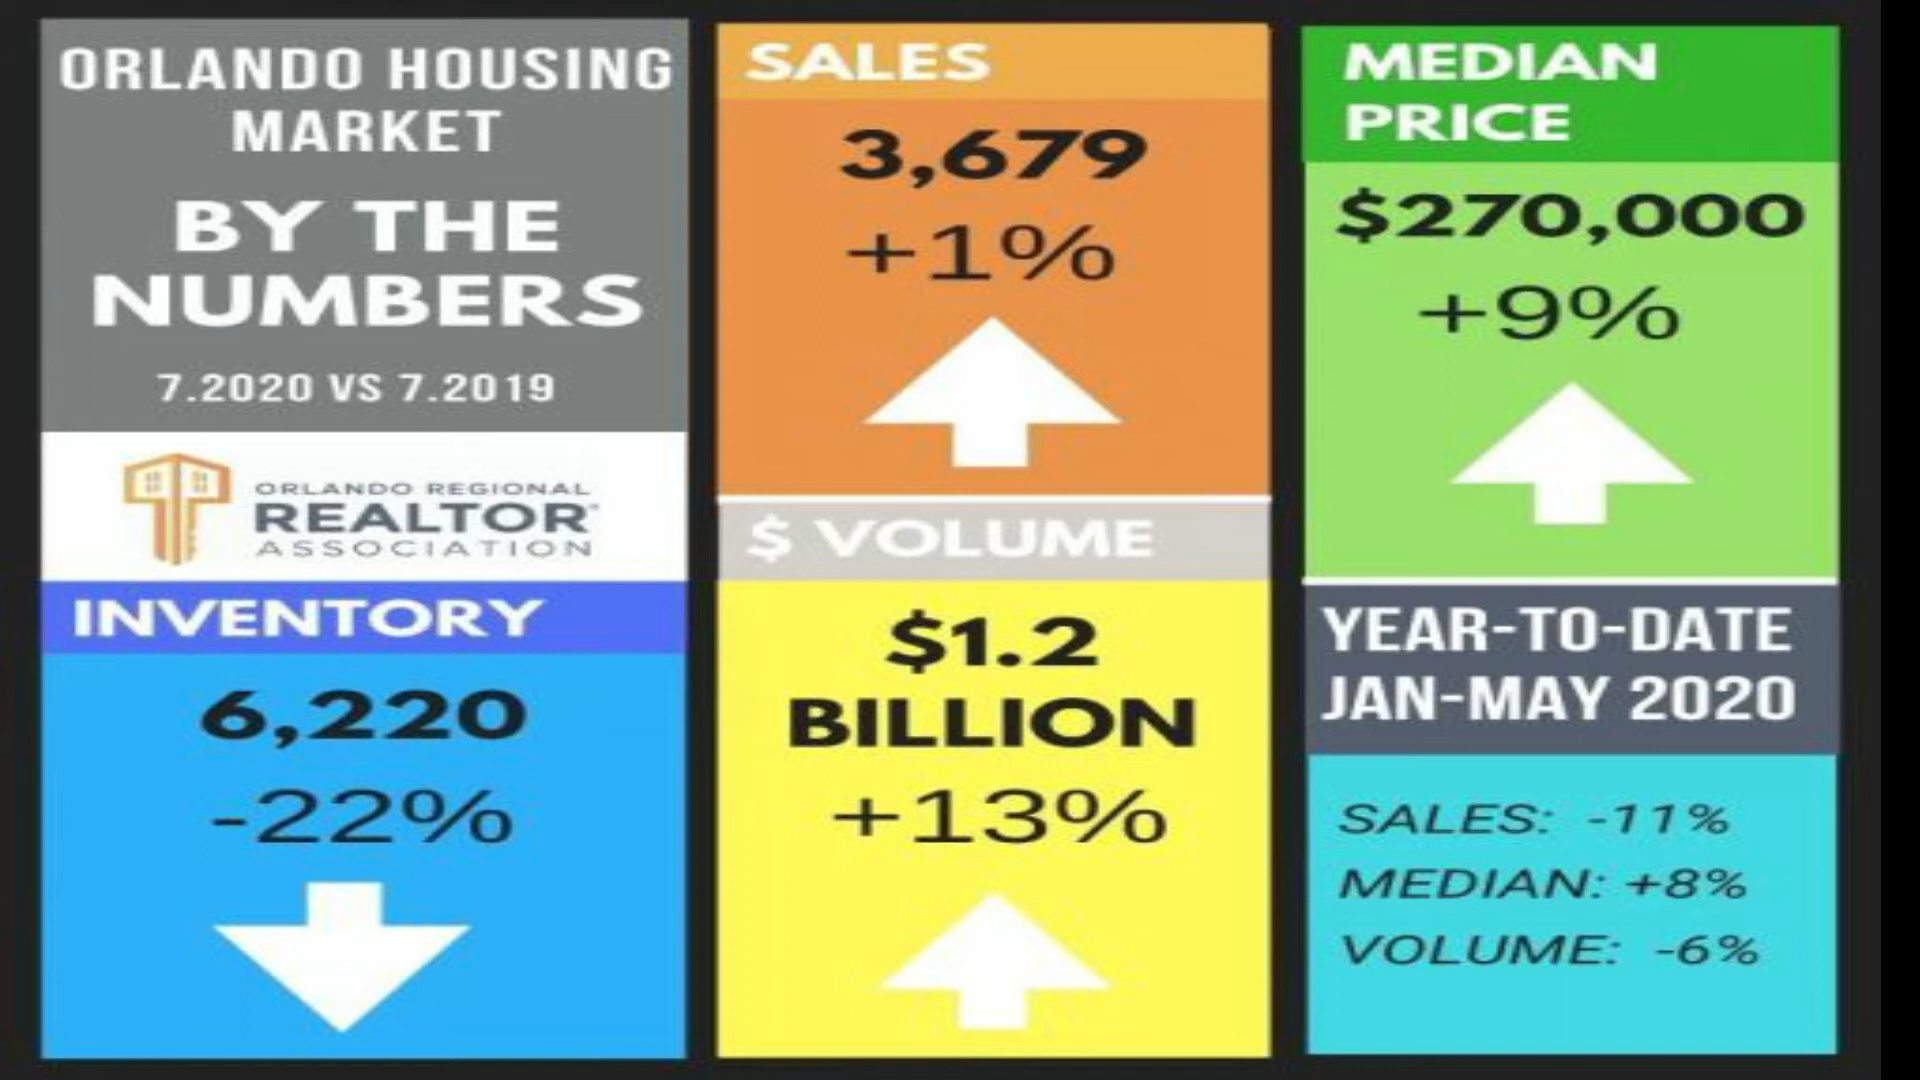 ORLANDO HOUSING
MARKET
BY THE
NUMBERS
7.2020 VS 7.2019
ORLANDO REGIONAL
REALTOR
ASSOCIATION
INVENTORY
6,220
-22%
SALES
3,679
+1%
$ VOLUME
$1.2
BILLION
+13%
MEDIAN
PRICE
$270,000
+9%
YEAR-TO-DATE
JAN-MAY 2020
SALES: -11%
MEDIAN: +8%
VOLUME: -6%